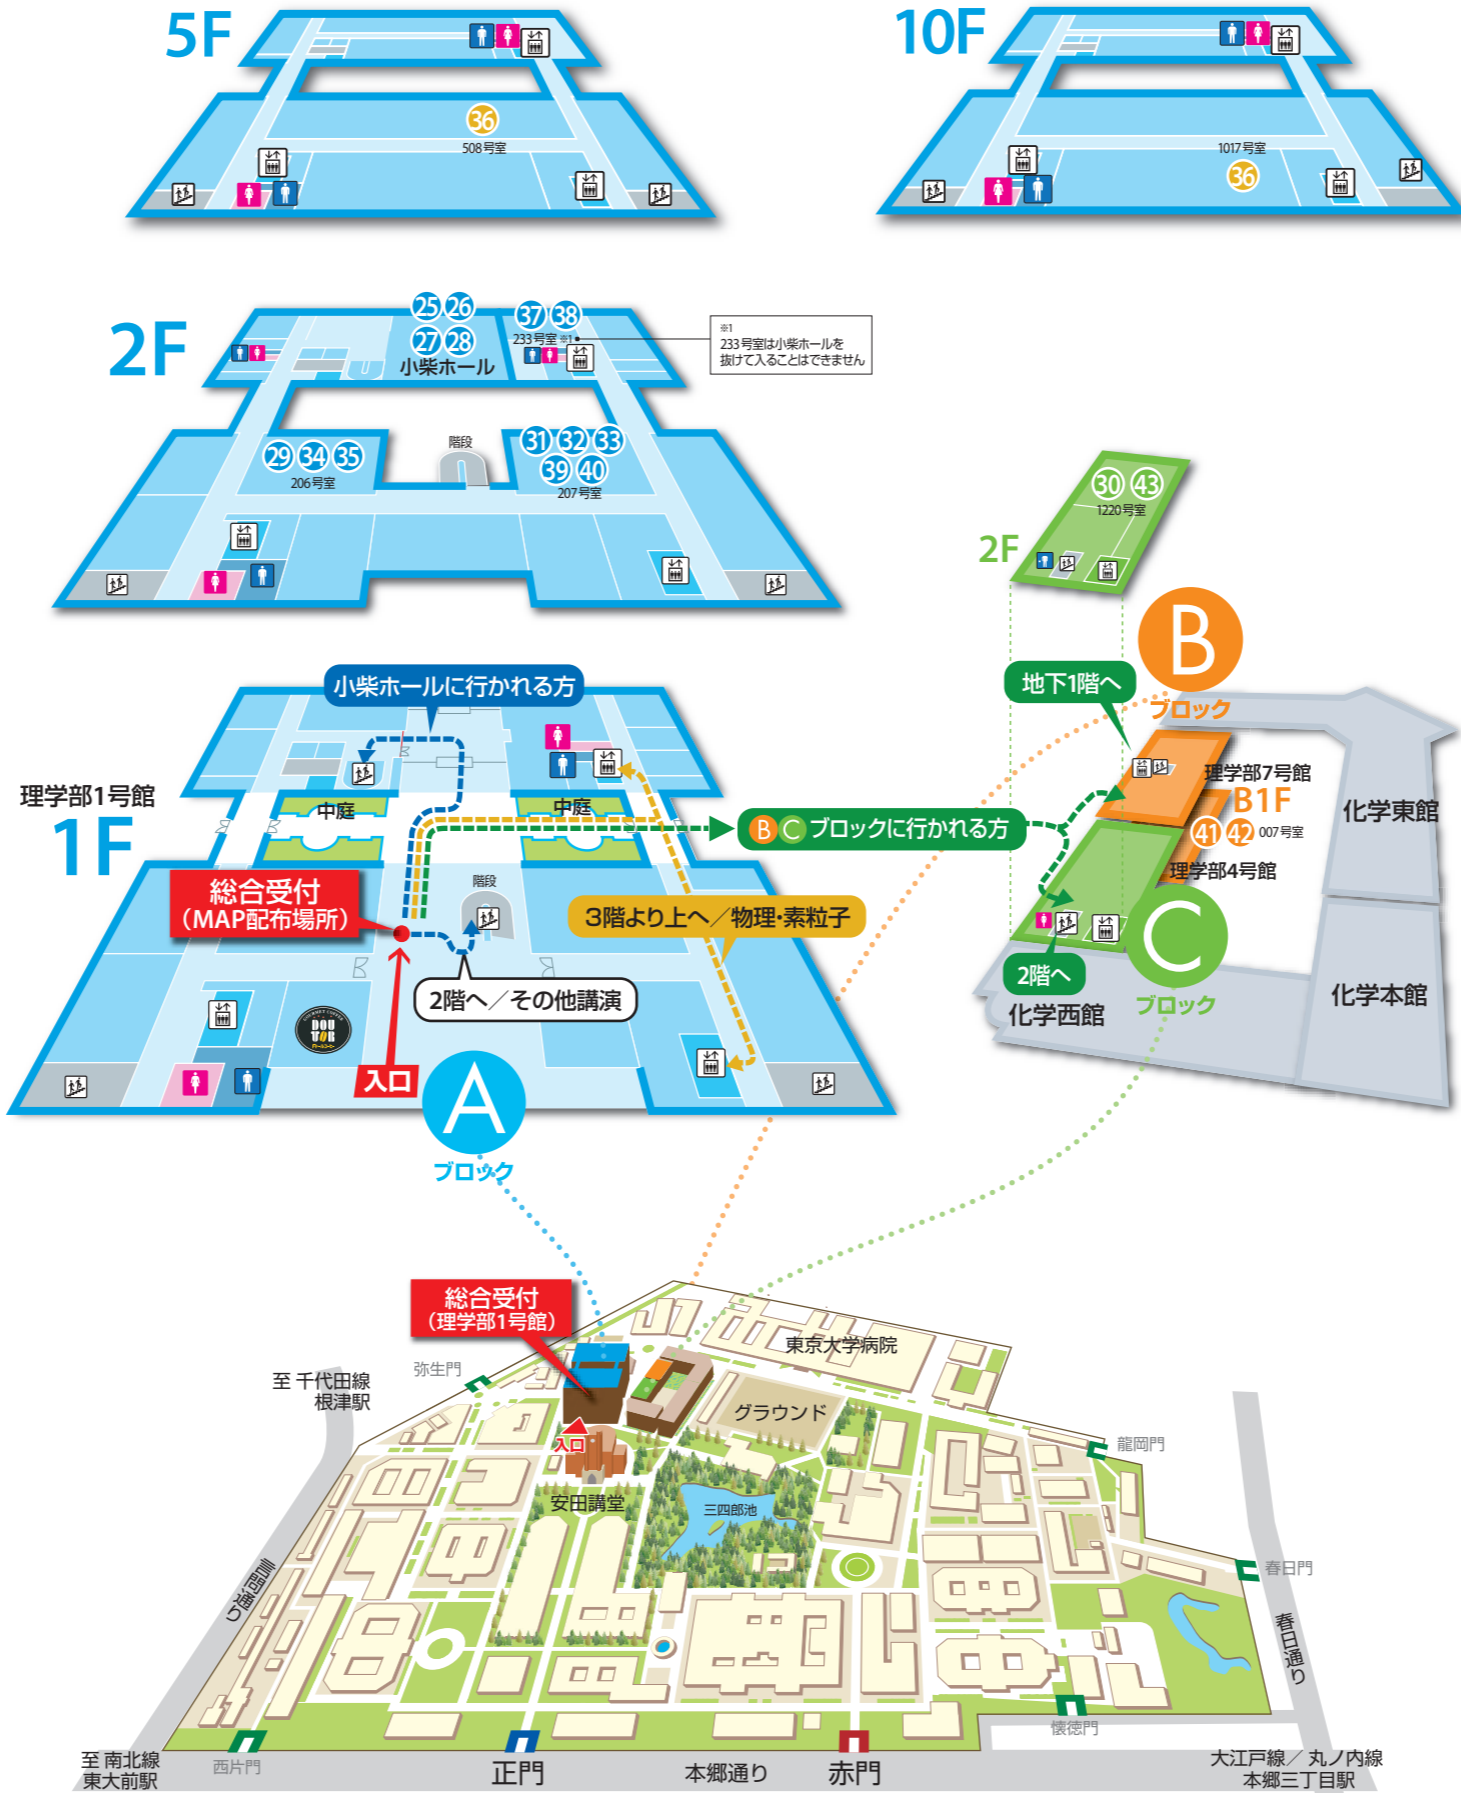 5F
36
508号室
10F
1017号室
36
2F
25 26
27 28
小柴ホール
37 38
233号室 ※1
※1
233号室は小柴ホールを
抜けて入ることはできません
29 34 35
206号室
階段
31 32 33
39 40
207号室
2F
30 43
1220号室
B
ブロック
地下1階へ
理学部7号館
B1F
41 42 007号室
理学部4号館
C
ブロック
2階へ
化学東館
化学本館
化学西館
小柴ホールに行かれる方
理学部1号館
1F
中庭
中庭
B C ブロックに行かれる方
総合受付
(MAP配布場所)
階段
3階より上へ／物理・素粒子
2階へ／その他講演
DOUTOR
入口
A
ブロック
総合受付
(理学部1号館)
東京大学病院
弥生門
至 千代田線
根津駅
グラウンド
入口
龍岡門
安田講堂
三四郎池
言問通り
春日門
春日通り
懐徳門
至 南北線
東大前駅
西片門
正門
本郷通り
赤門
大江戸線／丸ノ内線
本郷三丁目駅